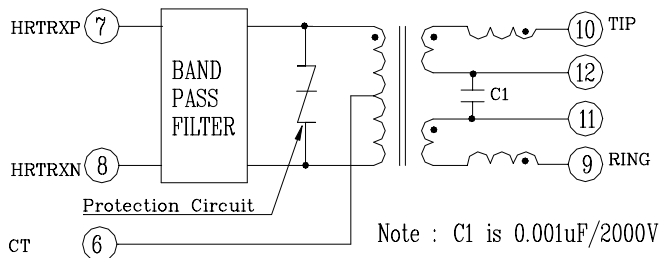 HRTRXP 7
10 TIP
BAND
PASS
FILTER
12
C1
11
HRTRXN 8
9 RING
Protection Circuit
CT 6
Note : C1 is 0.001uF/2000V